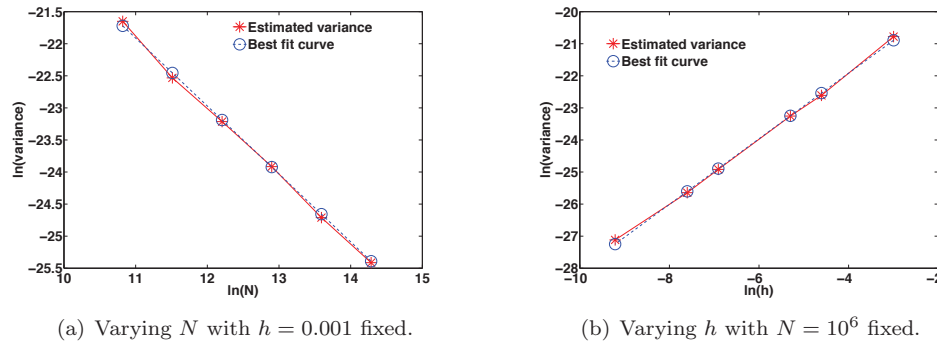 -21.5
-22
-22.5
-23
-23.5
-24
-24.5
-25
-25.5
10
11
12
13
14
15
ln(variance)
ln(N)
Estimated variance
Best fit curve
(a) Varying N with h = 0.001 fixed.
-20
-21
-22
-23
-24
-25
-26
-27
-28
-10
-8
-6
-4
-2
ln(variance)
ln(h)
Estimated variance
Best fit curve
(b) Varying h with N = 10⁶ fixed.